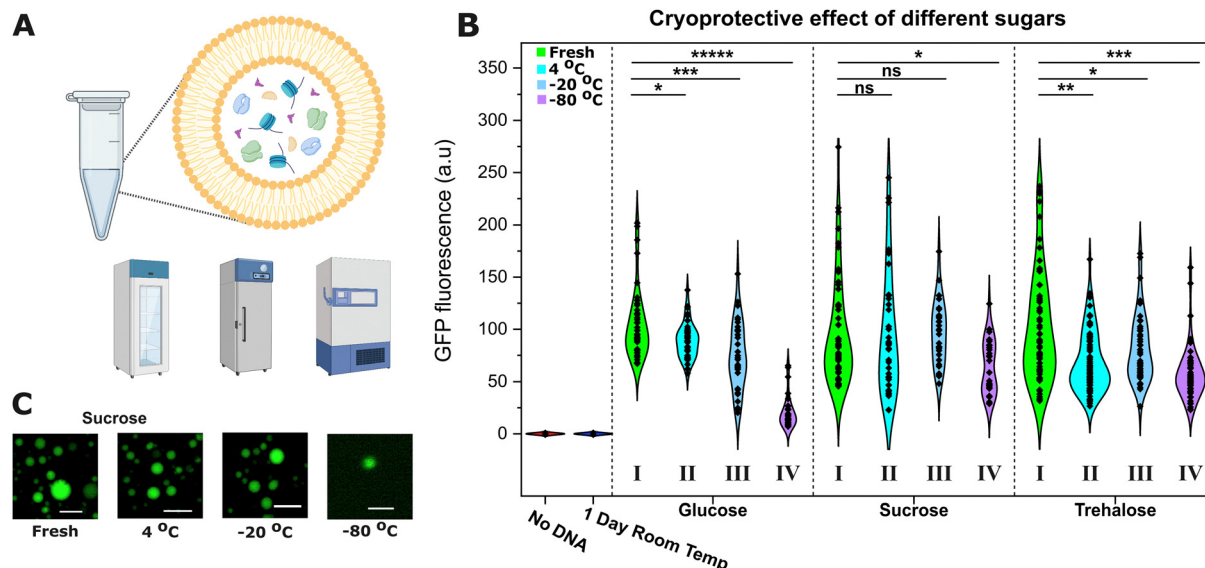 A
B
Cryoprotective effect of different sugars
Fresh
4 °C
-20 °C
-80 °C
*****
***
*
*
ns
ns
***
*
**
GFP fluorescence (a.u)
350
300
250
200
150
100
50
0
I II III IV I II III IV I II III IV
No DNA
1 Day Room Temp
Glucose
Sucrose
Trehalose
C
Sucrose
Fresh
4 °C
-20 °C
-80 °C